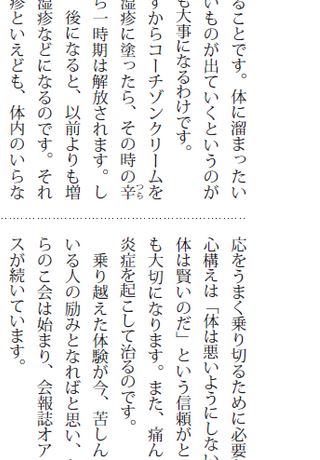 ることです。体に溜まったい
いものが出ていくというのが
も大事になるわけです。
すからコーチゾンクリームを
湿疹に塗ったら、その時の辛つら
ら一時期は解放されます。し
後になると、以前よりも増
湿疹などになるのです。それ
疹といえども、体内のいらな
応をうまく乗り切るために必要
心構えは「体は悪いようにしない
体は賢いのだ」という信頼がと
も大切になります。また、痛ん
炎症を起こして治るのです。
乗り越えた体験が今、苦しん
いる人の励みとなればと思い、
らのこ会は始まり、会報誌オア
スが続いています。